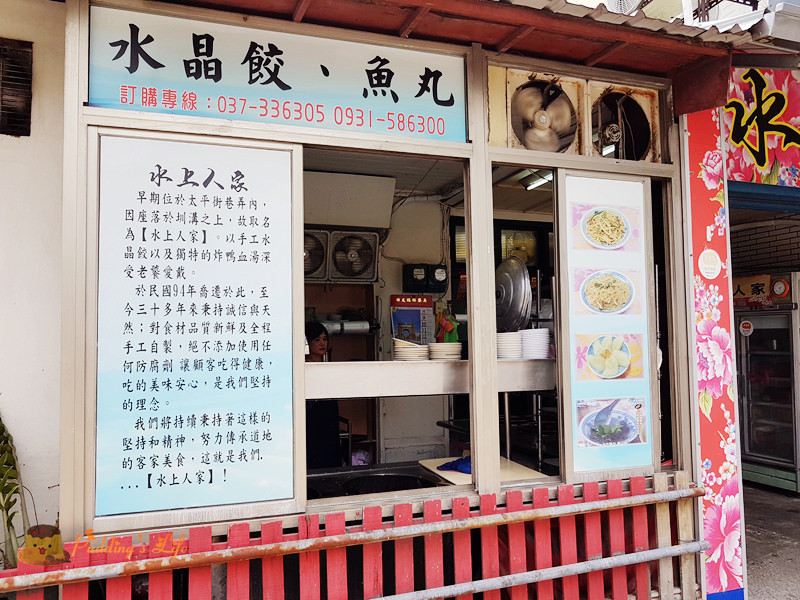 水晶餃、魚丸
訂購專線：037-336305 0931-586300
水上人家
早期位於太平街巷弄內，
因座落於圳溝之上，故取名
為【水上人家】。以手工水
晶餃以及獨特的炸鴨血湯深
受老饕愛戴。
於民國94年喬遷於此，至
今三十多年來秉持誠信與天
然；對食材品質新鮮及全程
手工自製，絕不添加使用任
何防腐劑 讓顧客吃得健康，
吃的美味安心，是我們堅持
的理念。
我們將持續秉持著這樣的
堅持和精神，努力傳承道地
的客家美食，這就是我們．
...【水上人家】！
水
人家
Pudding's Life